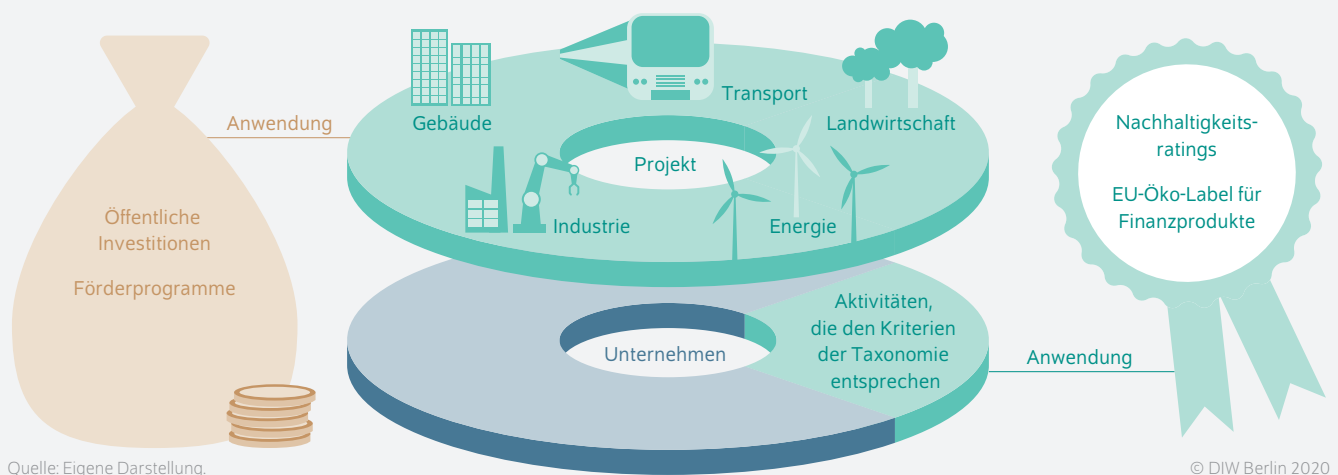 Öffentliche
Investitionen
Förderprogramme
Anwendung
Gebäude
Transport
Landwirtschaft
Projekt
Industrie
Energie
Unternehmen
Aktivitäten,
die den Kriterien
der Taxonomie
entsprechen
Anwendung
Nachhaltigkeits-
ratings
EU-Öko-Label für
Finanzprodukte
Quelle: Eigene Darstellung.
© DIW Berlin 2020